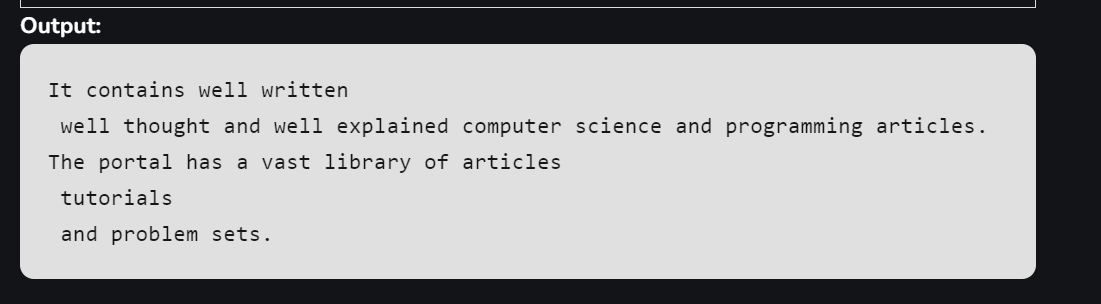 Output:
It contains well written
 well thought and well explained computer science and programming articles.
The portal has a vast library of articles
 tutorials
 and problem sets.